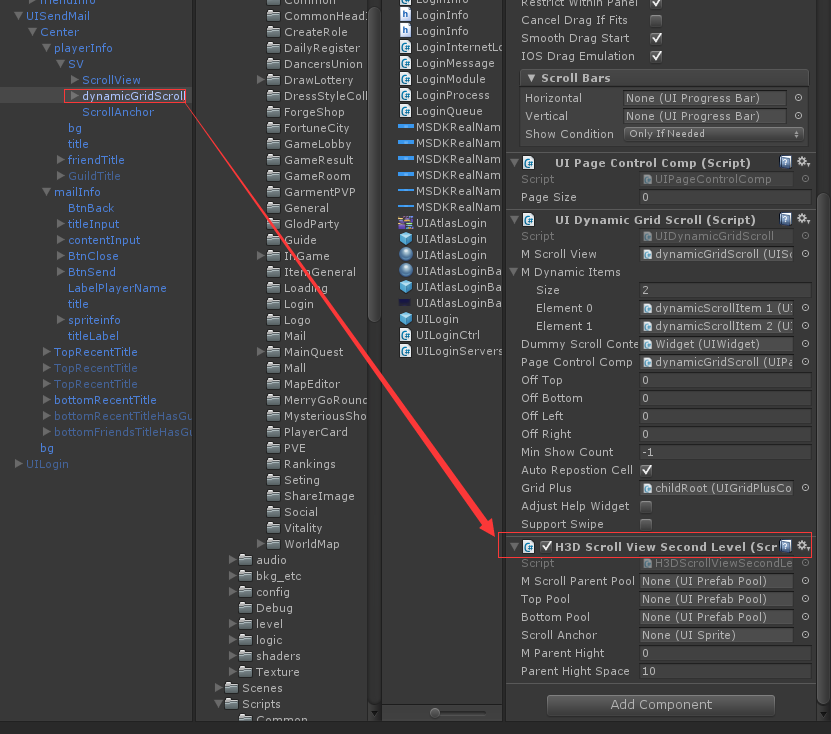 friendInfo
UISendMail
Center
playerInfo
SV
ScrollView
dynamicGridScroll
ScrollAnchor
bg
title
friendTitle
GuildTitle
mailInfo
BtnBack
titleInput
contentInput
BtnClose
BtnSend
LabelPlayerName
title
spriteinfo
titleLabel
TopRecentTitle
TopRecentTitle
TopRecentTitle
bottomRecentTitle
bottomRecentTitleHasGu
bottomFriendsTitleHasGu
bg
UILogin
Common
CommonHead
CreateRole
DailyRegister
DancersUnion
DrawLottery
DressStyleColl
ForgeShop
FortuneCity
GameLobby
GameResult
GameRoom
GarmentPVP
General
GlodParty
Guide
InGame
ItemGeneral
Loading
Login
Logo
Mail
MainQuest
Mall
MapEditor
MerryGoRound
MysteriousSho
PlayerCard
PVE
Rankings
Seting
ShareImage
Social
Vitality
WorldMap
audio
bkg_etc
config
Debug
level
logic
shaders
Texture
Scenes
Scripts
Common
LoginInfo
LoginInfo
LoginInfo
LoginInternetLo
LoginMessage
LoginModule
LoginProcess
LoginQueue
MSDKRealNam
MSDKRealNam
MSDKRealNam
MSDKRealNam
MSDKRealNam
MSDKRealNam
UIAtlasLogin
UIAtlasLogin
UIAtlasLogin
UIAtlasLoginBa
UIAtlasLoginBa
UIAtlasLoginBa
UILogin
UILoginCtrl
UILoginServers
Restrict Within Panel
Cancel Drag If Fits
Smooth Drag Start
IOS Drag Emulation
Scroll Bars
Horizontal None (UI Progress Bar)
Vertical None (UI Progress Bar)
Show Condition Only If Needed
UI Page Control Comp (Script)
Script UIPageControlComp
Page Size 0
UI Dynamic Grid Scroll (Script)
Script UIDynamicGridScroll
M Scroll View dynamicGridScroll (UISc
M Dynamic Items
Size 2
Element 0 dynamicScrollItem 1 (UI
Element 1 dynamicScrollItem 2 (UI
Dummy Scroll Conte Widget (UIWidget)
Page Control Comp dynamicGridScroll (UIPa
Off Top 0
Off Bottom 0
Off Left 0
Off Right 0
Min Show Count -1
Auto Repostion Cell
Grid Plus childRoot (UIGridPlusCo
Adjust Help Widget
Support Swipe
H3D Scroll View Second Level (Scr
Script H3DScrollViewSecondLe
M Scroll Parent Pool None (UI Prefab Pool)
Top Pool None (UI Prefab Pool)
Bottom Pool None (UI Prefab Pool)
Scroll Anchor None (UI Sprite)
M Parent Hight 0
Parent Hight Space 10
Add Component